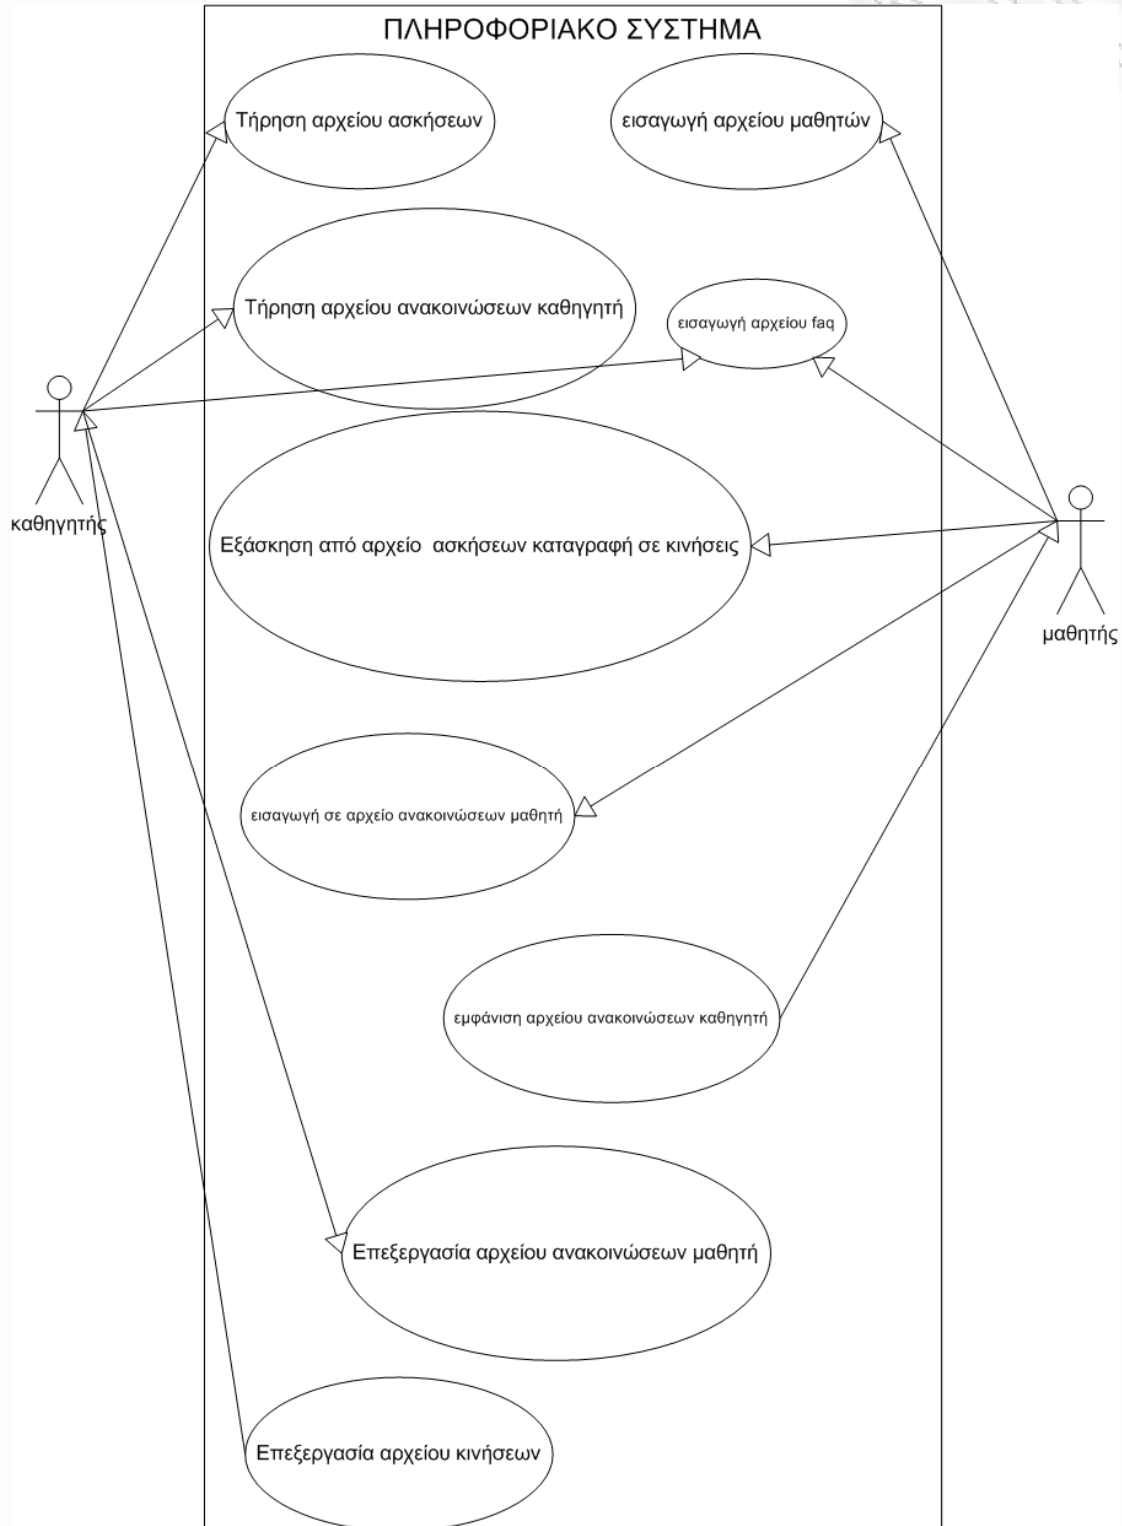 ΠΛΗΡΟΦΟΡΙΑΚΟ ΣΥΣΤΗΜΑ
Τήρηση αρχείου ασκήσεων
εισαγωγή αρχείου μαθητών
Τήρηση αρχείου ανακοινώσεων καθηγητή
εισαγωγή αρχείου faq
καθηγητής
Εξάσκηση από αρχείο ασκήσεων καταγραφή σε κινήσεις
μαθητής
εισαγωγή σε αρχείο ανακοινώσεων μαθητή
εμφάνιση αρχείου ανακοινώσεων καθηγητή
Επεξεργασία αρχείου ανακοινώσεων μαθητή
Επεξεργασία αρχείου κινήσεων